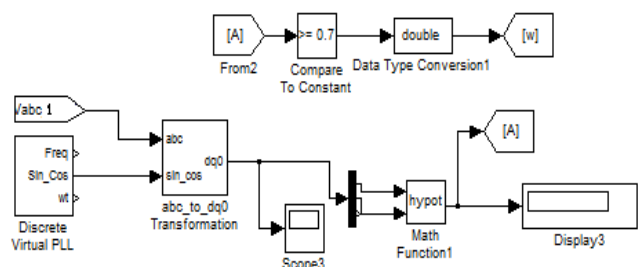 [A]
>= 0.7
double
[w]
From2
Compare
To Constant
Data Type Conversion1
Vabc 1
abc
sin_cos
dq0
abc_to_dq0
Transformation
Freq
Sin_Cos
wt
Discrete
Virtual PLL
Scope3
hypot
Math
Function1
[A]
Display3